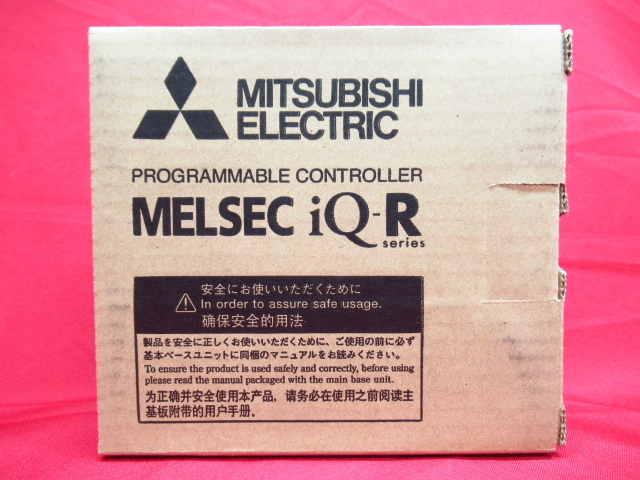 MITSUBISHI
ELECTRIC
PROGRAMMABLE CONTROLLER
MELSEC iQ-R
series
安全にお使いいただくために
In order to assure safe usage.
确保安全的用法
製品を安全に正しくお使いいただくために、ご使用の前に必ず
基本ベースユニットに同梱のマニュアルをお読みください。
To ensure the product is used safely and correctly, before using
please read the manual packaged with the main base unit.
为正确并安全使用本产品，请务必在使用之前阅读主
基板附带的用户手册。